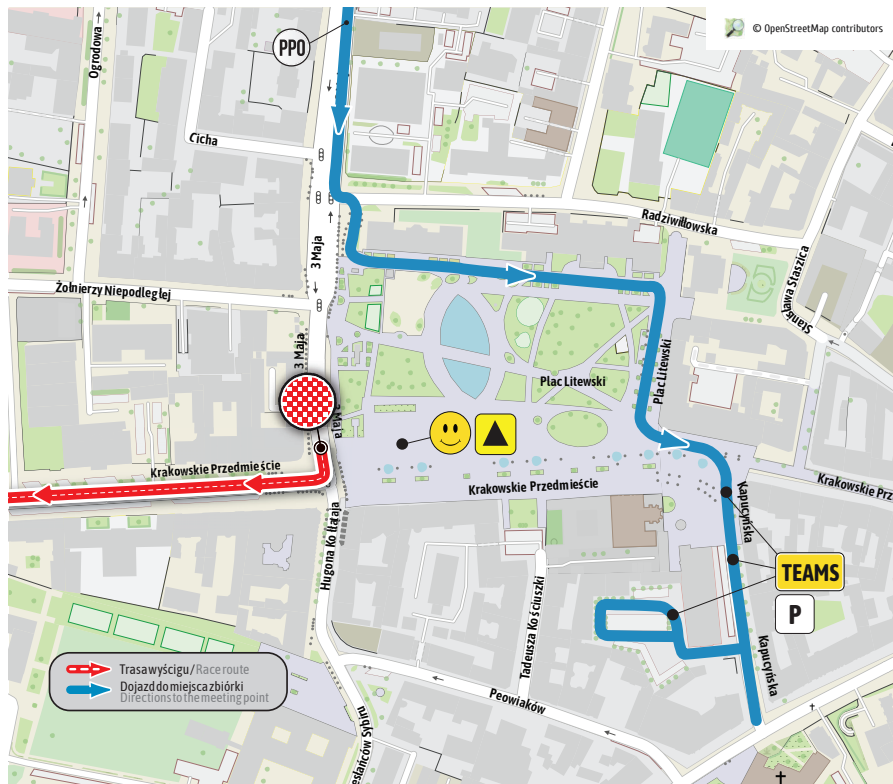 © OpenStreetMap contributors
PPO
Ogrodowa
Cicha
Radziwiłłowska
3 Maja
Stanisława Staszica
Żołnierzy Niepodległej
3 Maja
Plac Litewski
Plac Litewski
3 Maja
Krakowskie Przedmieście
Krakowskie Przedmieście
Krakowskie Prz
Kapucyńska
Hugona Kołłątaja
TEAMS
P
Tadeusza Kościuszki
Kapucyńska
Trasa wyścigu / Race route
Dojazd do miejsca zbiórki
Directions to the meeting point
Peowiaków
esłańców Sybiru